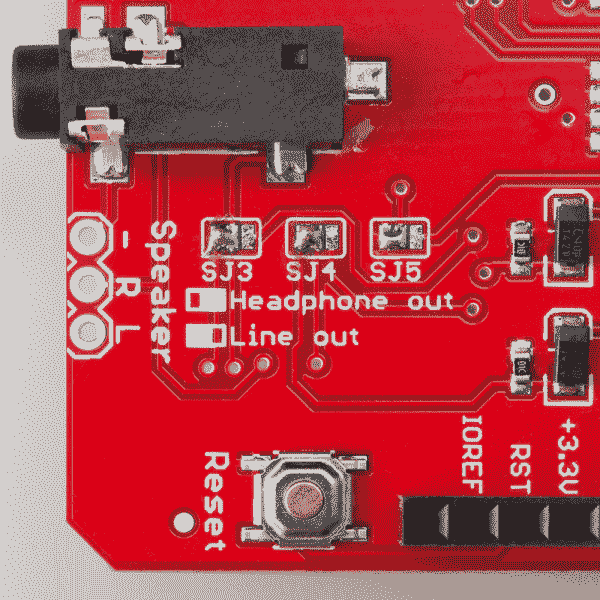 Speaker
-
R
L
SJ3 SJ4 SJ5
Headphone out
Line out
Reset
IOREF
RST
+3.3V